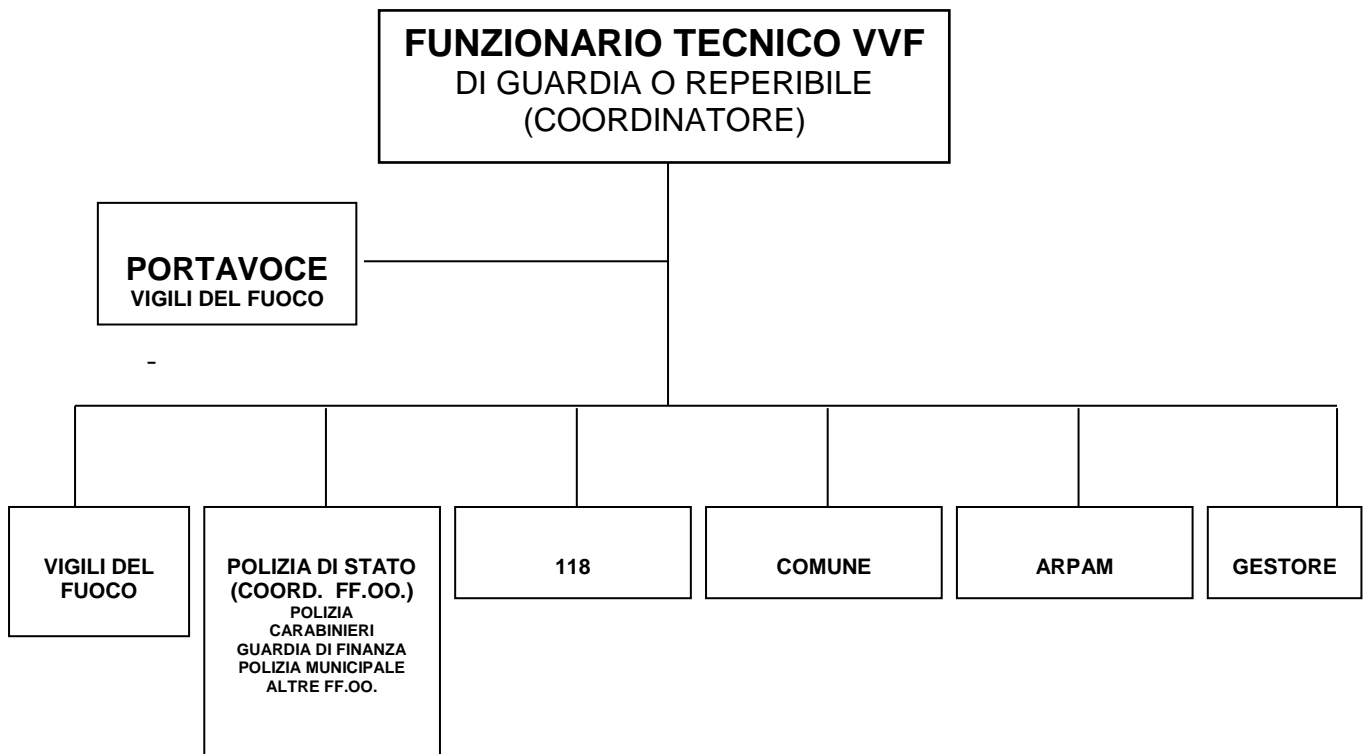 FUNZIONARIO TECNICO VVF
DI GUARDIA O REPERIBILE
(COORDINATORE)
PORTAVOCE
VIGILI DEL FUOCO
-
VIGILI DEL
FUOCO
POLIZIA DI STATO
(COORD. FF.OO.)
POLIZIA
CARABINIERI
GUARDIA DI FINANZA
POLIZIA MUNICIPALE
ALTRE FF.OO.
118
COMUNE
ARPAM
GESTORE